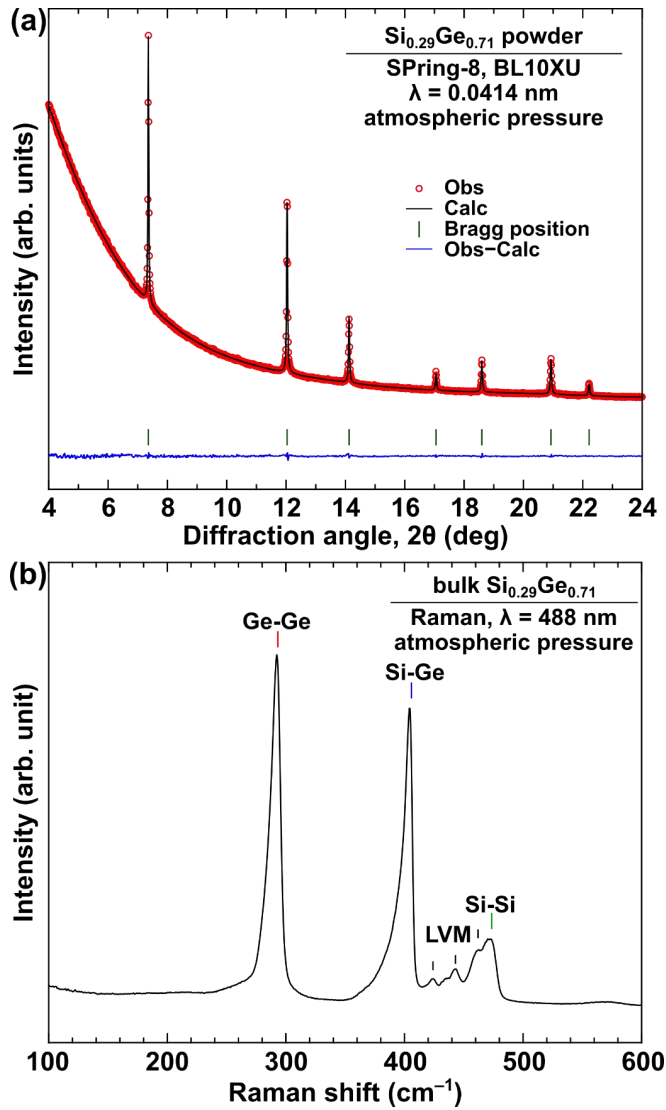 (a)
Si0.29Ge0.71 powder
SPring-8, BL10XU
λ = 0.0414 nm
atmospheric pressure
Obs
Calc
Bragg position
Obs−Calc
Intensity (arb. units)
4 6 8 10 12 14 16 18 20 22 24
Diffraction angle, 2θ (deg)
(b)
bulk Si0.29Ge0.71
Raman, λ = 488 nm
atmospheric pressure
Ge-Ge
Si-Ge
Si-Si
LVM
Intensity (arb. unit)
100 200 300 400 500 600
Raman shift (cm−1)